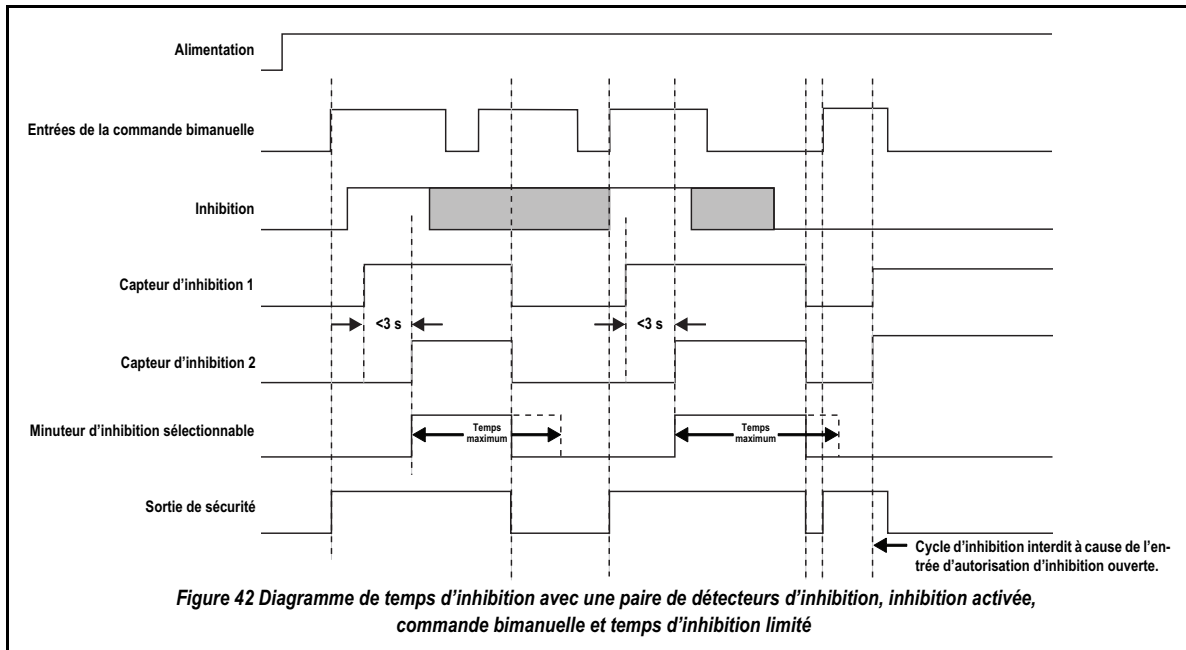 Alimentation
Entrées de la commande bimanuelle
Inhibition
Capteur d’inhibition 1
<3 s
<3 s
Capteur d’inhibition 2
Minuteur d’inhibition sélectionnable
Temps
maximum
Temps
maximum
Sortie de sécurité
Cycle d’inhibition interdit à cause de l’en-
trée d’autorisation d’inhibition ouverte.
Figure 42 Diagramme de temps d’inhibition avec une paire de détecteurs d’inhibition, inhibition activée,
commande bimanuelle et temps d’inhibition limité